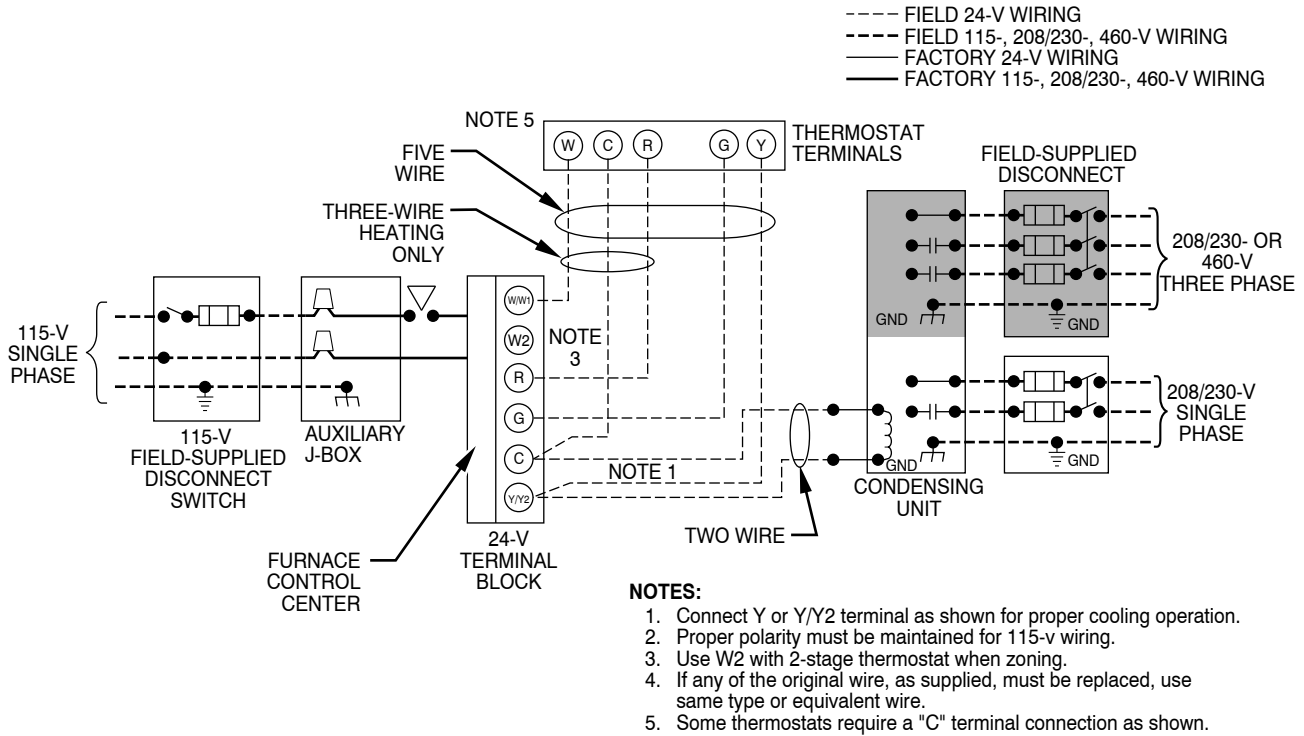 FIELD 24-V WIRING
FIELD 115-, 208/230-, 460-V WIRING
FACTORY 24-V WIRING
FACTORY 115-, 208/230-, 460-V WIRING
NOTE 5
W
C
R
G
Y
THERMOSTAT
TERMINALS
FIVE
WIRE
THREE-WIRE
HEATING
ONLY
FIELD-SUPPLIED
DISCONNECT
208/230- OR
460-V
THREE PHASE
GND
GND
115-V
SINGLE
PHASE
W/W1
W2
R
G
C
Y/Y2
NOTE
3
NOTE 1
208/230-V
SINGLE
PHASE
GND
GND
115-V
FIELD-SUPPLIED
DISCONNECT
SWITCH
AUXILIARY
J-BOX
CONDENSING
UNIT
TWO WIRE
FURNACE
CONTROL
CENTER
24-V
TERMINAL
BLOCK
NOTES:
1. Connect Y or Y/Y2 terminal as shown for proper cooling operation.
2. Proper polarity must be maintained for 115-v wiring.
3. Use W2 with 2-stage thermostat when zoning.
4. If any of the original wire, as supplied, must be replaced, use
same type or equivalent wire.
5. Some thermostats require a "C" terminal connection as shown.